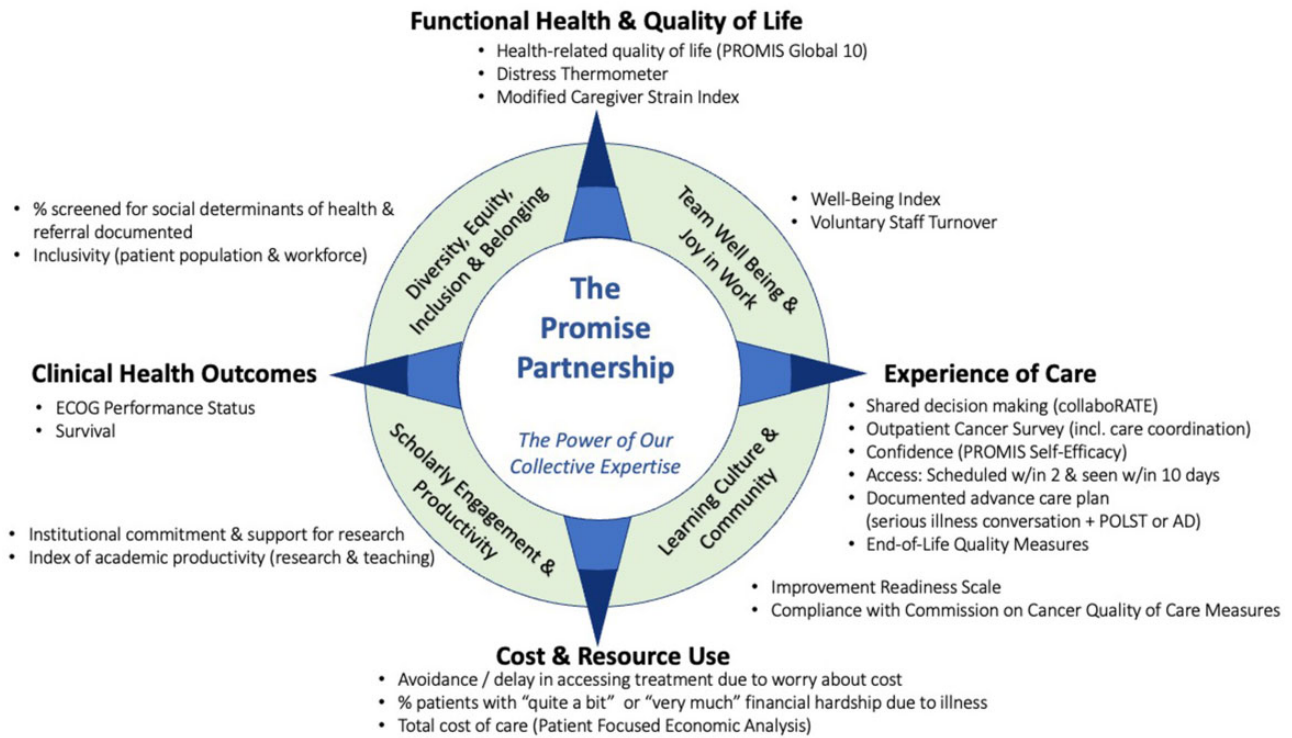 Functional Health & Quality of Life
• Health-related quality of life (PROMIS Global 10)
• Distress Thermometer
• Modified Caregiver Strain Index
Diversity, Equity,
Inclusion & Belonging
• % screened for social determinants of health &
referral documented
• Inclusivity (patient population & workforce)
Team Well Being &
Joy in Work
• Well-Being Index
• Voluntary Staff Turnover
The
Promise
Partnership
The Power of Our
Collective Expertise
Clinical Health Outcomes
• ECOG Performance Status
• Survival
Experience of Care
• Shared decision making (collaboRATE)
• Outpatient Cancer Survey (incl. care coordination)
• Confidence (PROMIS Self-Efficacy)
• Access: Scheduled w/in 2 & seen w/in 10 days
• Documented advance care plan
(serious illness conversation + POLST or AD)
• End-of-Life Quality Measures
Scholarly Engagement &
Productivity
• Institutional commitment & support for research
• Index of academic productivity (research & teaching)
Learning Culture &
Community
• Improvement Readiness Scale
• Compliance with Commission on Cancer Quality of Care Measures
Cost & Resource Use
• Avoidance / delay in accessing treatment due to worry about cost
• % patients with “quite a bit” or “very much” financial hardship due to illness
• Total cost of care (Patient Focused Economic Analysis)